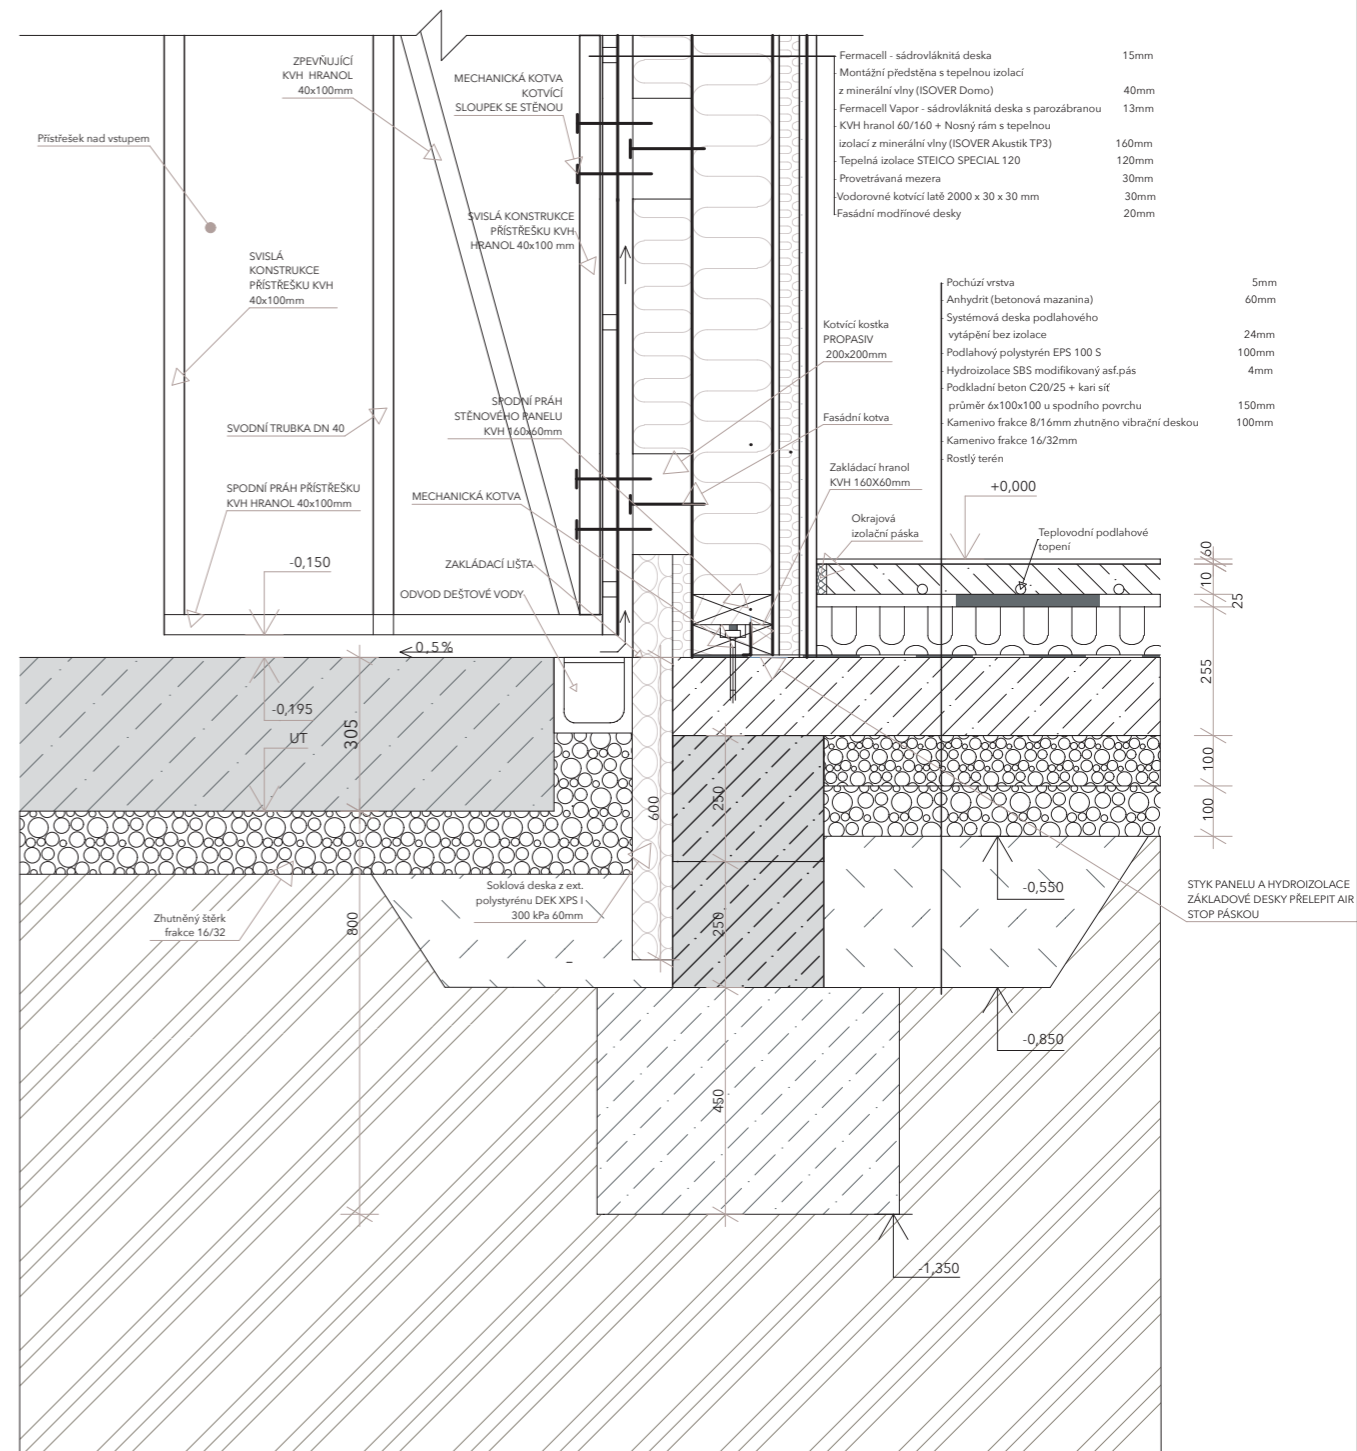 ZPEVŇUJÍCÍ
KVH HRANOL
40x100mm
MECHANICKÁ KOTVA
KOTVÍCÍ
SLOUPEK SE STĚNOU
Přístřešek nad vstupem
SVISLÁ KONSTRUKCE
PŘÍSTŘEŠKU KVH
HRANOL 40x100 mm
SVISLÁ
KONSTRUKCE
PŘÍSTŘEŠKU KVH
40x100mm
SPODNÍ PRÁH
STĚNOVÉHO PANELU
KVH 160x60mm
SVODNÍ TRUBKA DN 40
SPODNÍ PRÁH PŘÍSTŘEŠKU
KVH HRANOL 40x100mm
MECHANICKÁ KOTVA
ZAKLÁDACÍ LIŠTA
ODVOD DEŠTOVÉ VODY
Fermacell - sádrovláknitá deska 15mm
Montážní předstěna s tepelnou izolací
z minerální vlny (ISOVER Domo) 40mm
Fermacell Vapor - sádrovláknitá deska s parozábranou 13mm
KVH hranol 60/160 + Nosný rám s tepelnou
izolací z minerální vlny (ISOVER Akustik TP3) 160mm
Tepelná izolace STEICO SPECIAL 120 120mm
Provetrávaná mezera 30mm
Vodorovné kotvící latě 2000 x 30 x 30 mm 30mm
Fasádní modřínové desky 20mm
Pochúzí vrstva 5mm
Anhydrit (betonová mazanina) 60mm
Systémová deska podlahového
vytápění bez izolace 24mm
Podlahový polystyrén EPS 100 S 100mm
Hydroizolace SBS modifikovaný asf.pás 4mm
Podkladní beton C20/25 + kari síť
průměr 6x100x100 u spodního povrchu 150mm
Kamenivo frakce 8/16mm zhutněno vibrační deskou 100mm
Kamenivo frakce 16/32mm
Rostlý terén
Kotvící kostka
PROPASIV
200x200mm
Fasádní kotva
Zakládací hranol
KVH 160X60mm
Okrajová
izolační páska
+0,000
Teplovodní podlahové
topení
-0,150
0,5%
-0,195
UT
305
800
600
250
250
450
60
10
25
255
100
100
-0,550
-0,850
-1,350
Soklová deska z ext.
polystyrénu DEK XPS I
300 kPa 60mm
Zhutněný štěrk
frakce 16/32
STYK PANELU A HYDROIZOLACE
ZÁKLADOVÉ DESKY PŘELEPIT AIR
STOP PÁSKOU